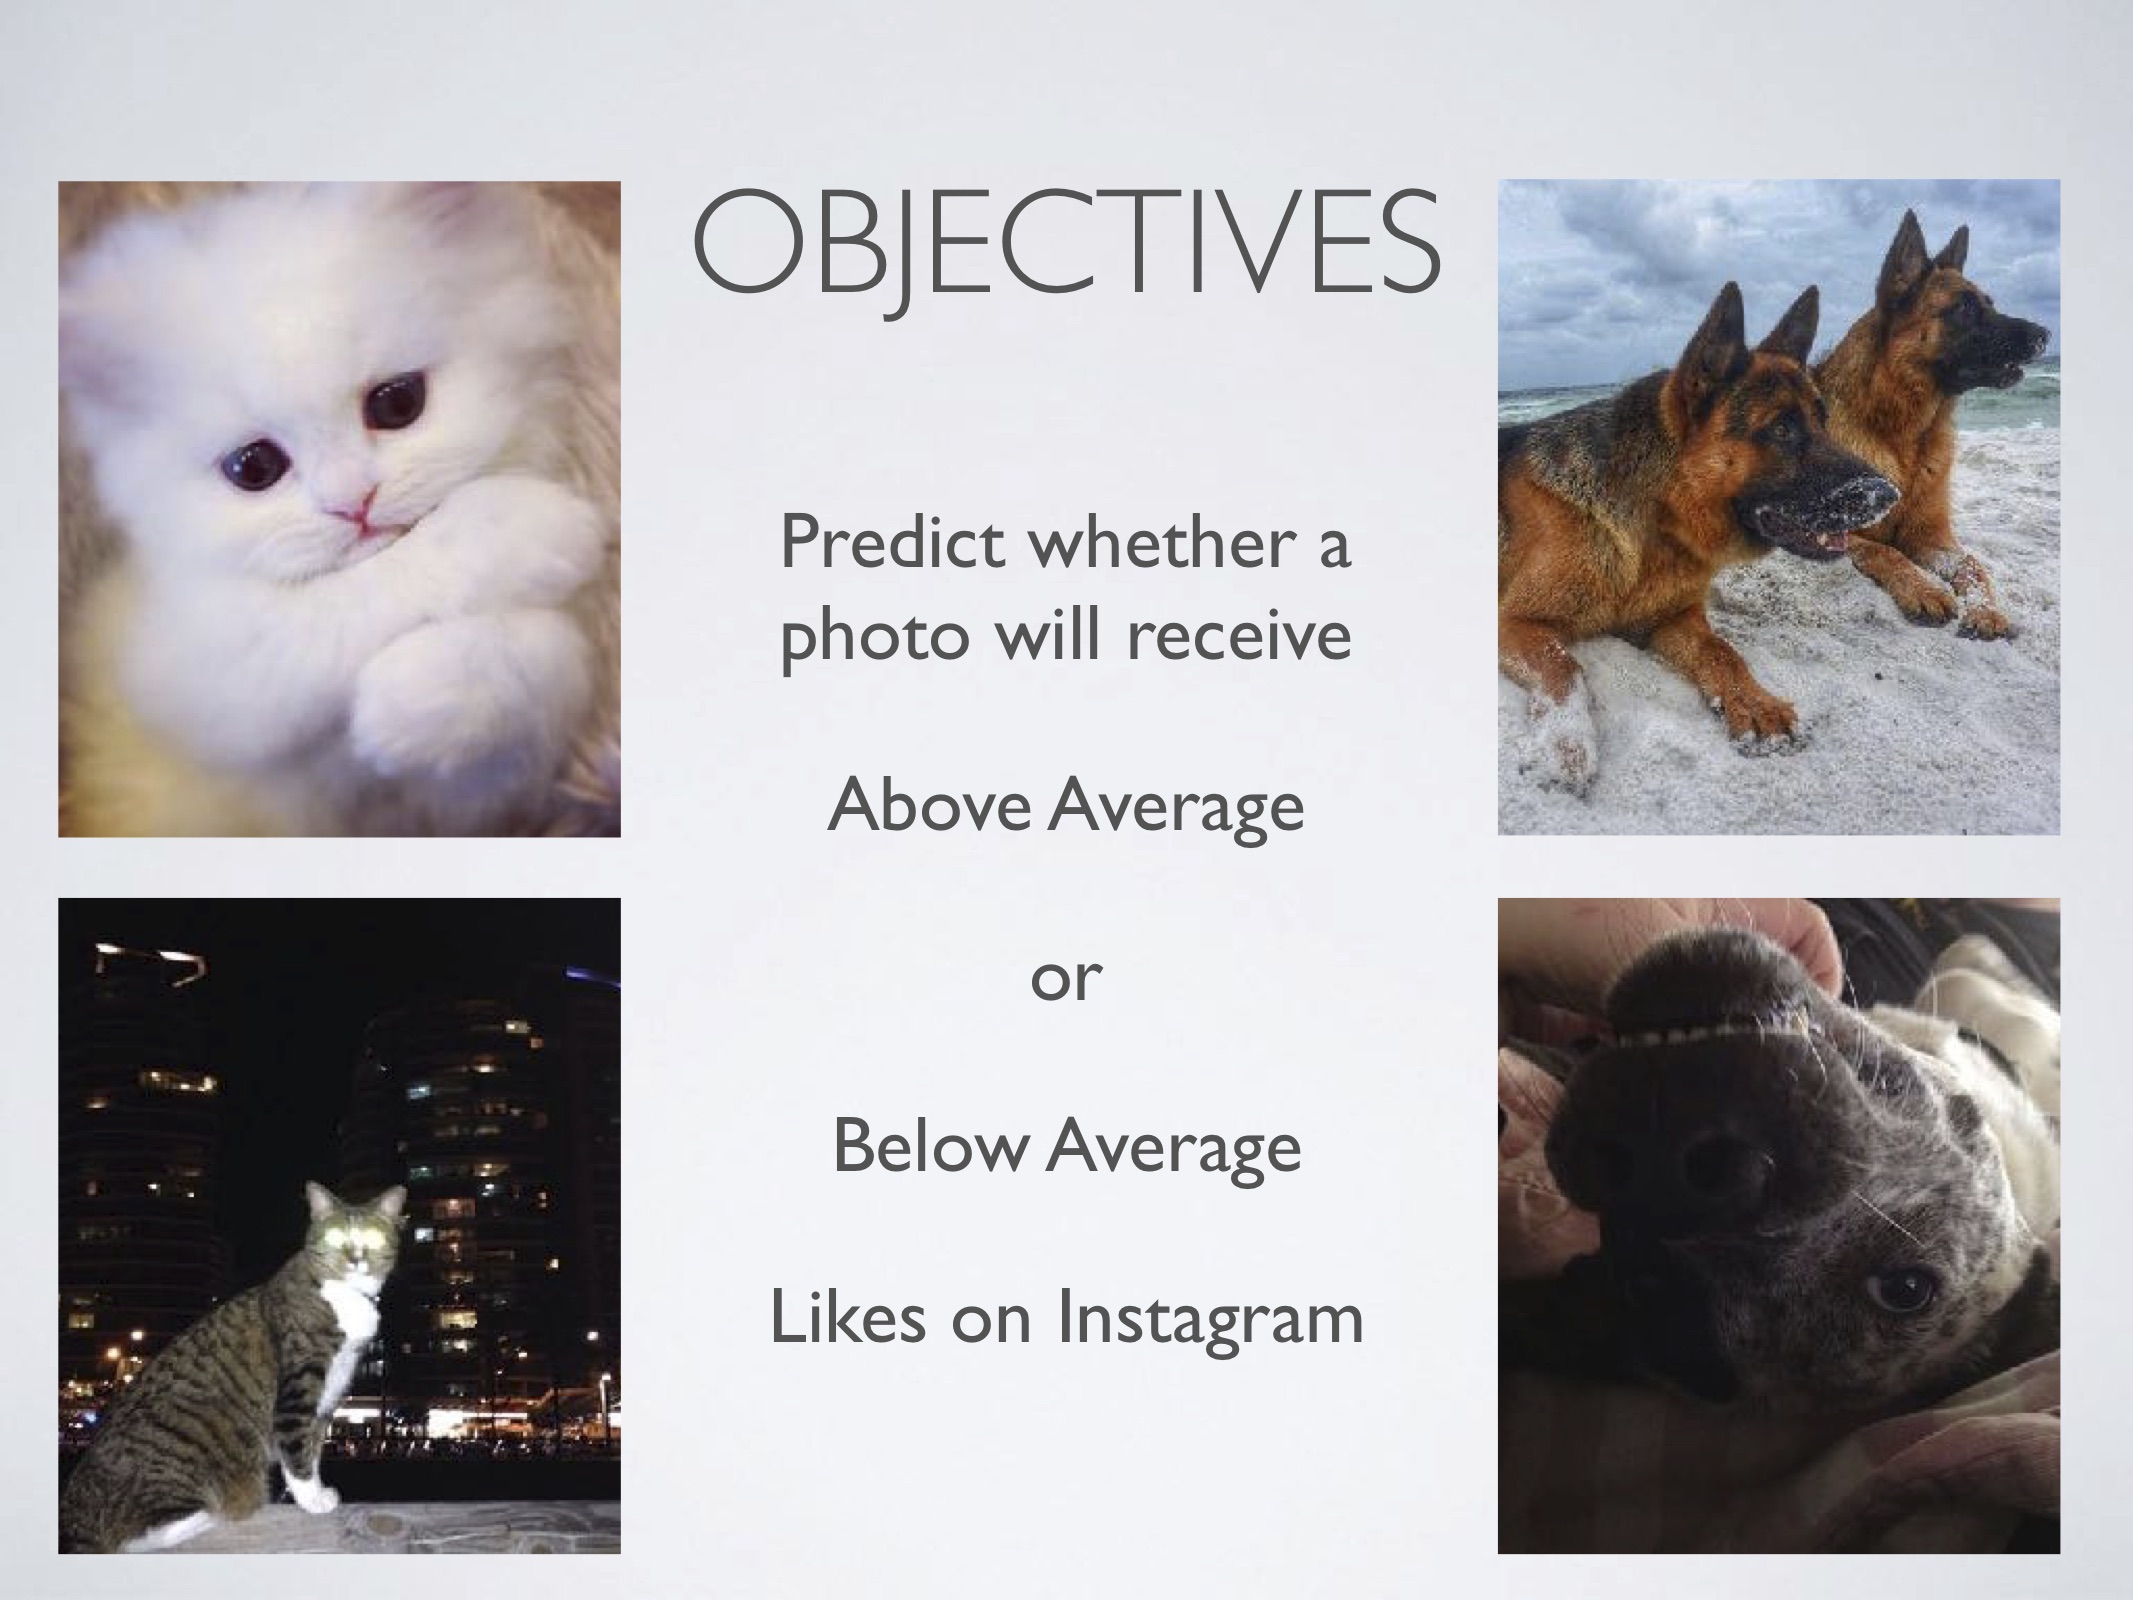 OBJECTIVES
Predict whether a
photo will receive
Above Average
or
Below Average
Likes on Instagram